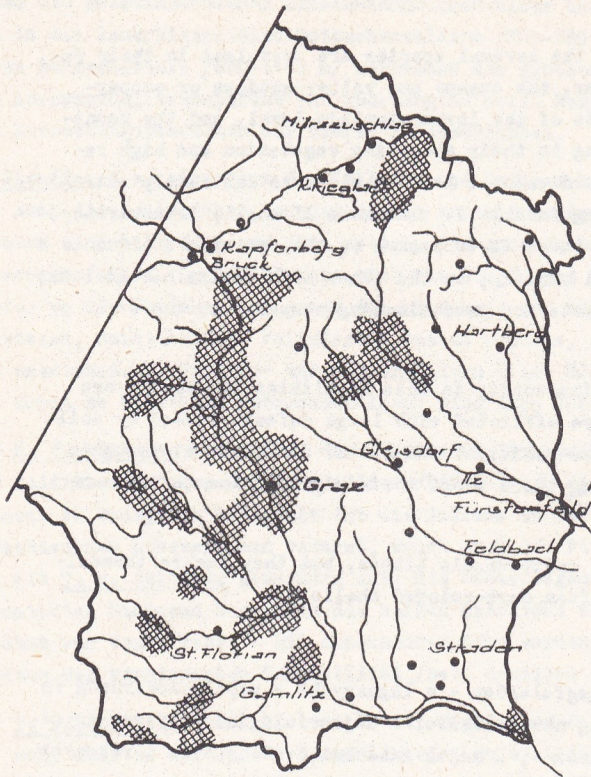 Mürzzuschlag
Krieglach
Kapfenberg
Bruck
Hartberg
Gleisdorf
Ilz
Graz
Fürstenfeld
Feldbach
St. Florian
Straden
Gamlitz